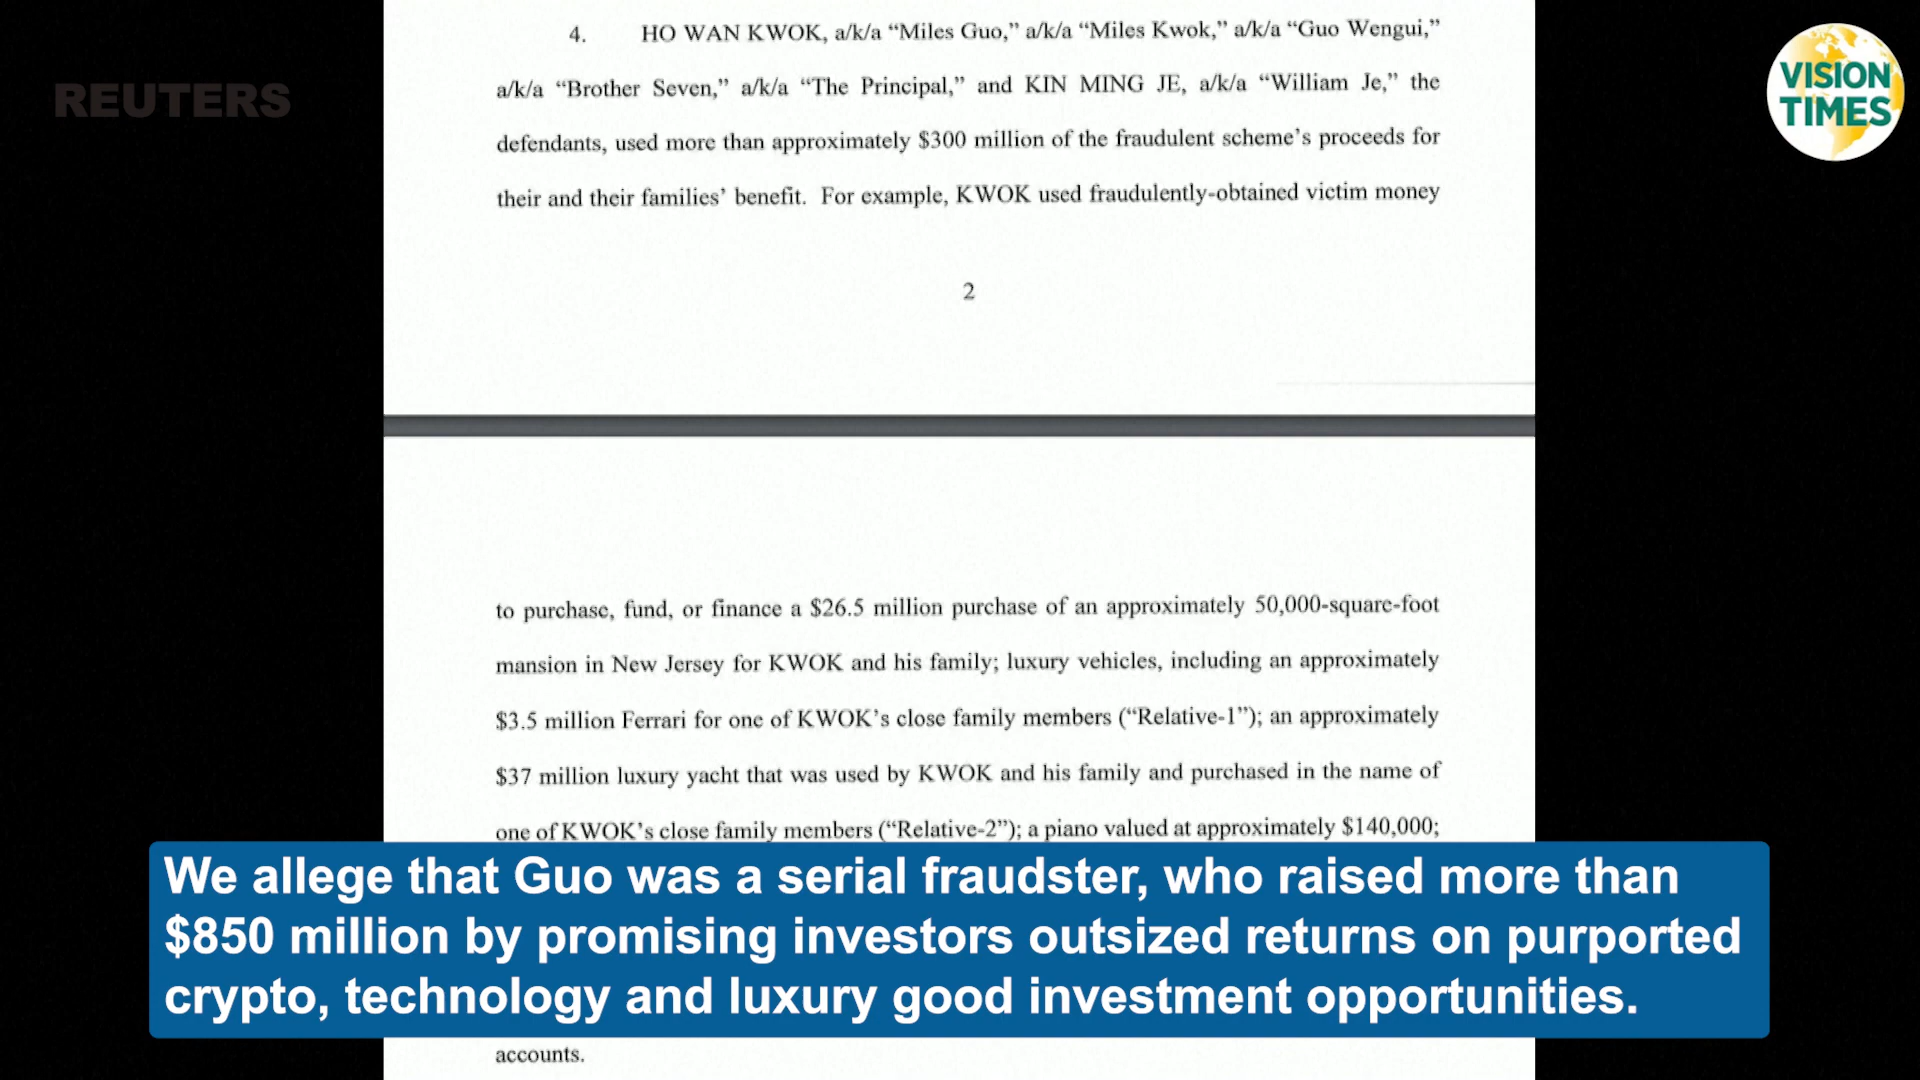 4. HO WAN KWOK, a/k/a “Miles Guo,” a/k/a “Miles Kwok,” a/k/a “Guo Wengui,”
a/k/a “Brother Seven,” a/k/a “The Principal,” and KIN MING JE, a/k/a “William Je,” the
defendants, used more than approximately $300 million of the fraudulent scheme’s proceeds for
their and their families’ benefit. For example, KWOK used fraudulently-obtained victim money
2
REUTERS
VISION
TIMES
to purchase, fund, or finance a $26.5 million purchase of an approximately 50,000-square-foot
mansion in New Jersey for KWOK and his family; luxury vehicles, including an approximately
$3.5 million Ferrari for one of KWOK’s close family members (“Relative-1”); an approximately
$37 million luxury yacht that was used by KWOK and his family and purchased in the name of
one of KWOK’s close family members (“Relative-2”); a piano valued at approximately $140,000;
We allege that Guo was a serial fraudster, who raised more than
$850 million by promising investors outsized returns on purported
crypto, technology and luxury good investment opportunities.
accounts.